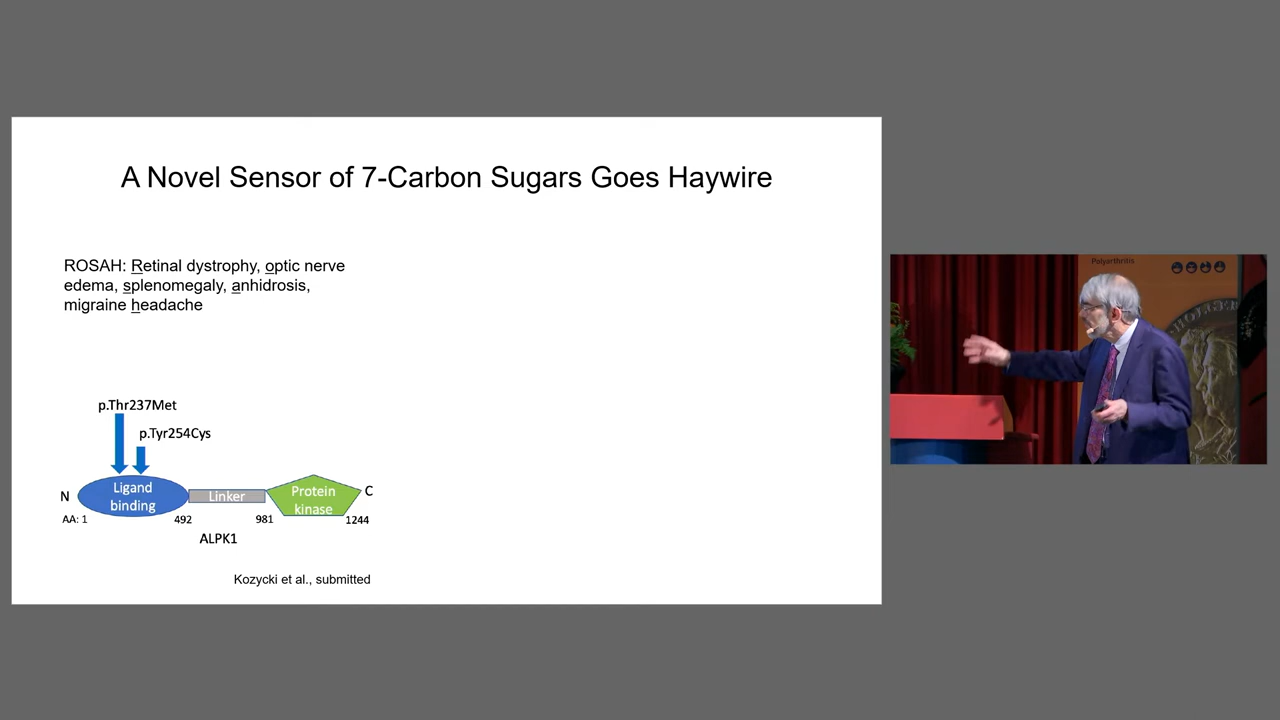 A Novel Sensor of 7-Carbon Sugars Goes Haywire
ROSAH: Retinal dystrophy, optic nerve
edema, splenomegaly, anhidrosis,
migraine headache
p.Thr237Met
p.Tyr254Cys
N
Ligand
binding
Linker
Protein
kinase
C
AA: 1
492
981
1244
ALPK1
Kozycki et al., submitted
Polyarthritis